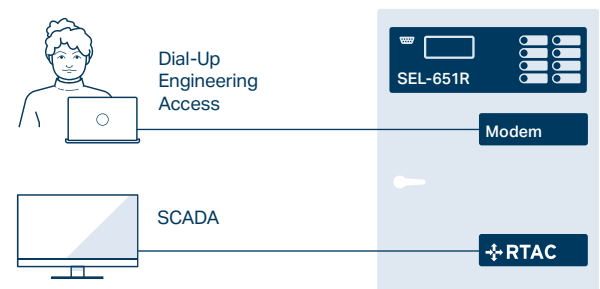 Dial-Up
Engineering
Access
SEL-651R
Modem
SCADA
RTAC